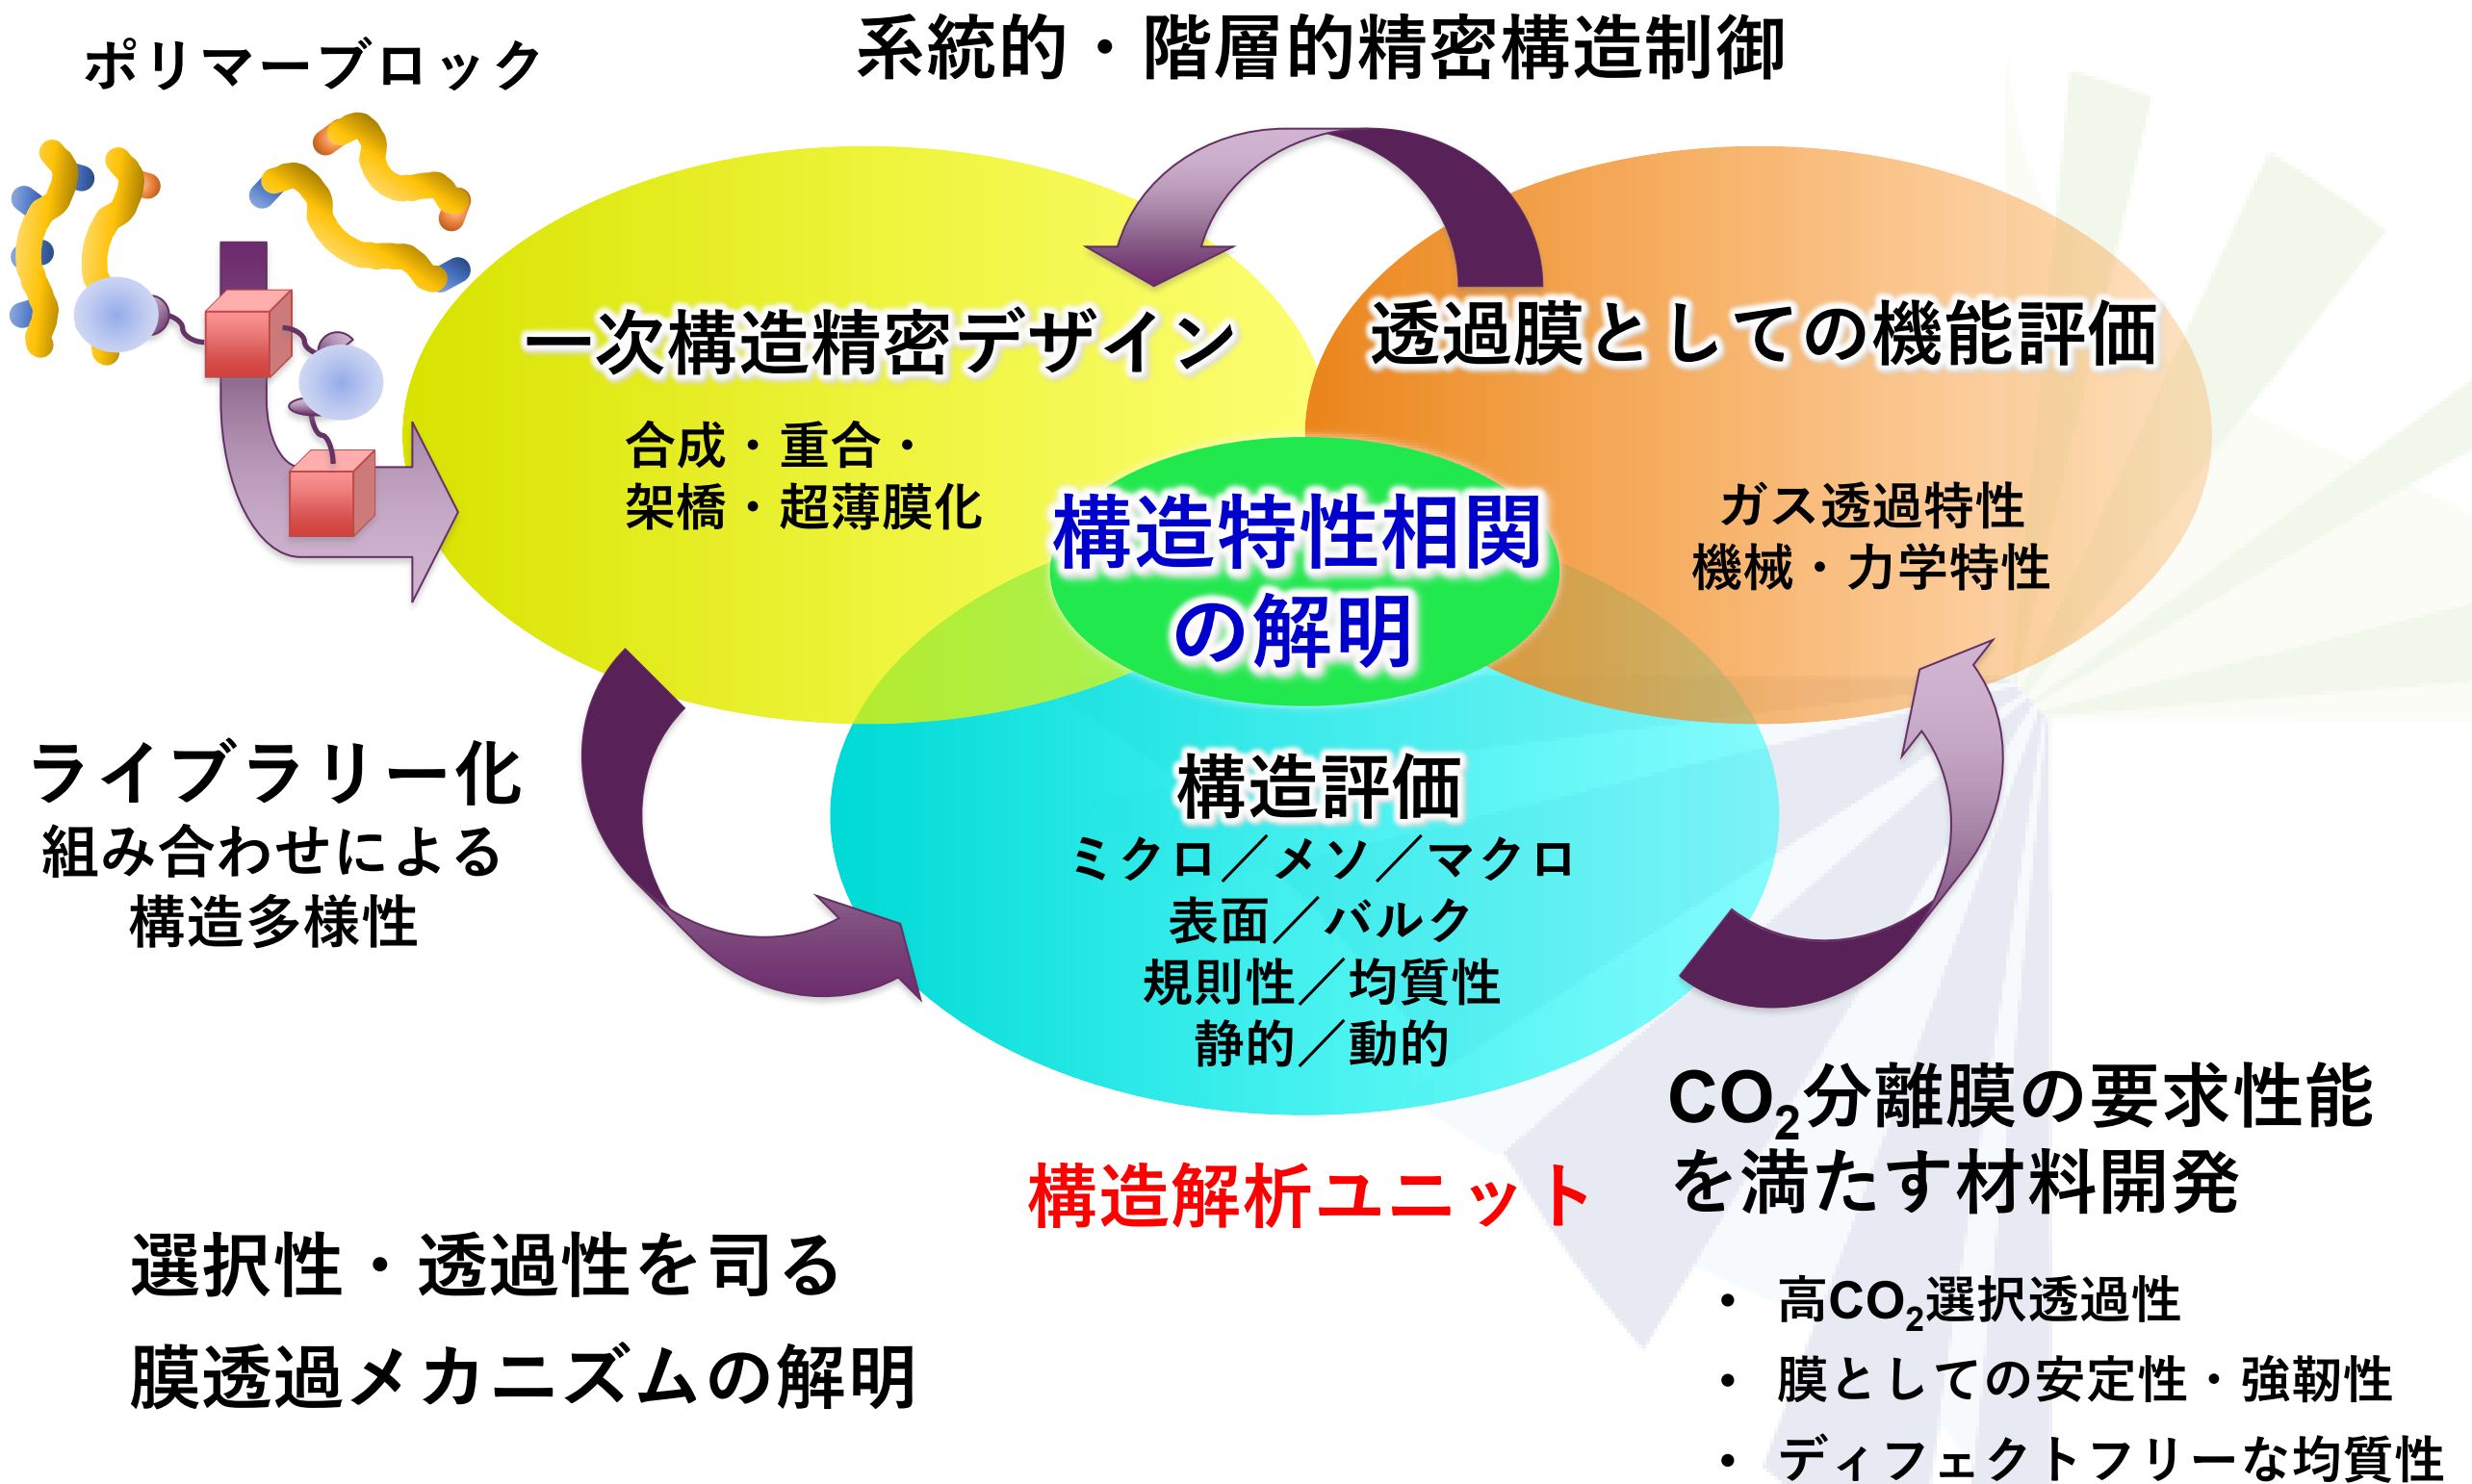 ポリマーブロック
系統的・階層的精密構造制御
一次構造精密デザイン
合成・重合・
架橋・超薄膜化
透過膜としての機能評価
ガス透過特性
機械・力学特性
構造特性相関
の解明
構造評価
ミクロ／メソ／マクロ
表面／バルク
規則性／均質性
静的／動的
ライブラリー化
組み合わせによる
構造多様性
構造解析ユニット
選択性・透過性を司る
膜透過メカニズムの解明
CO₂分離膜の要求性能
を満たす材料開発
• 高CO₂選択透過性
• 膜としての安定性・強靭性
• ディフェクトフリーな均質性